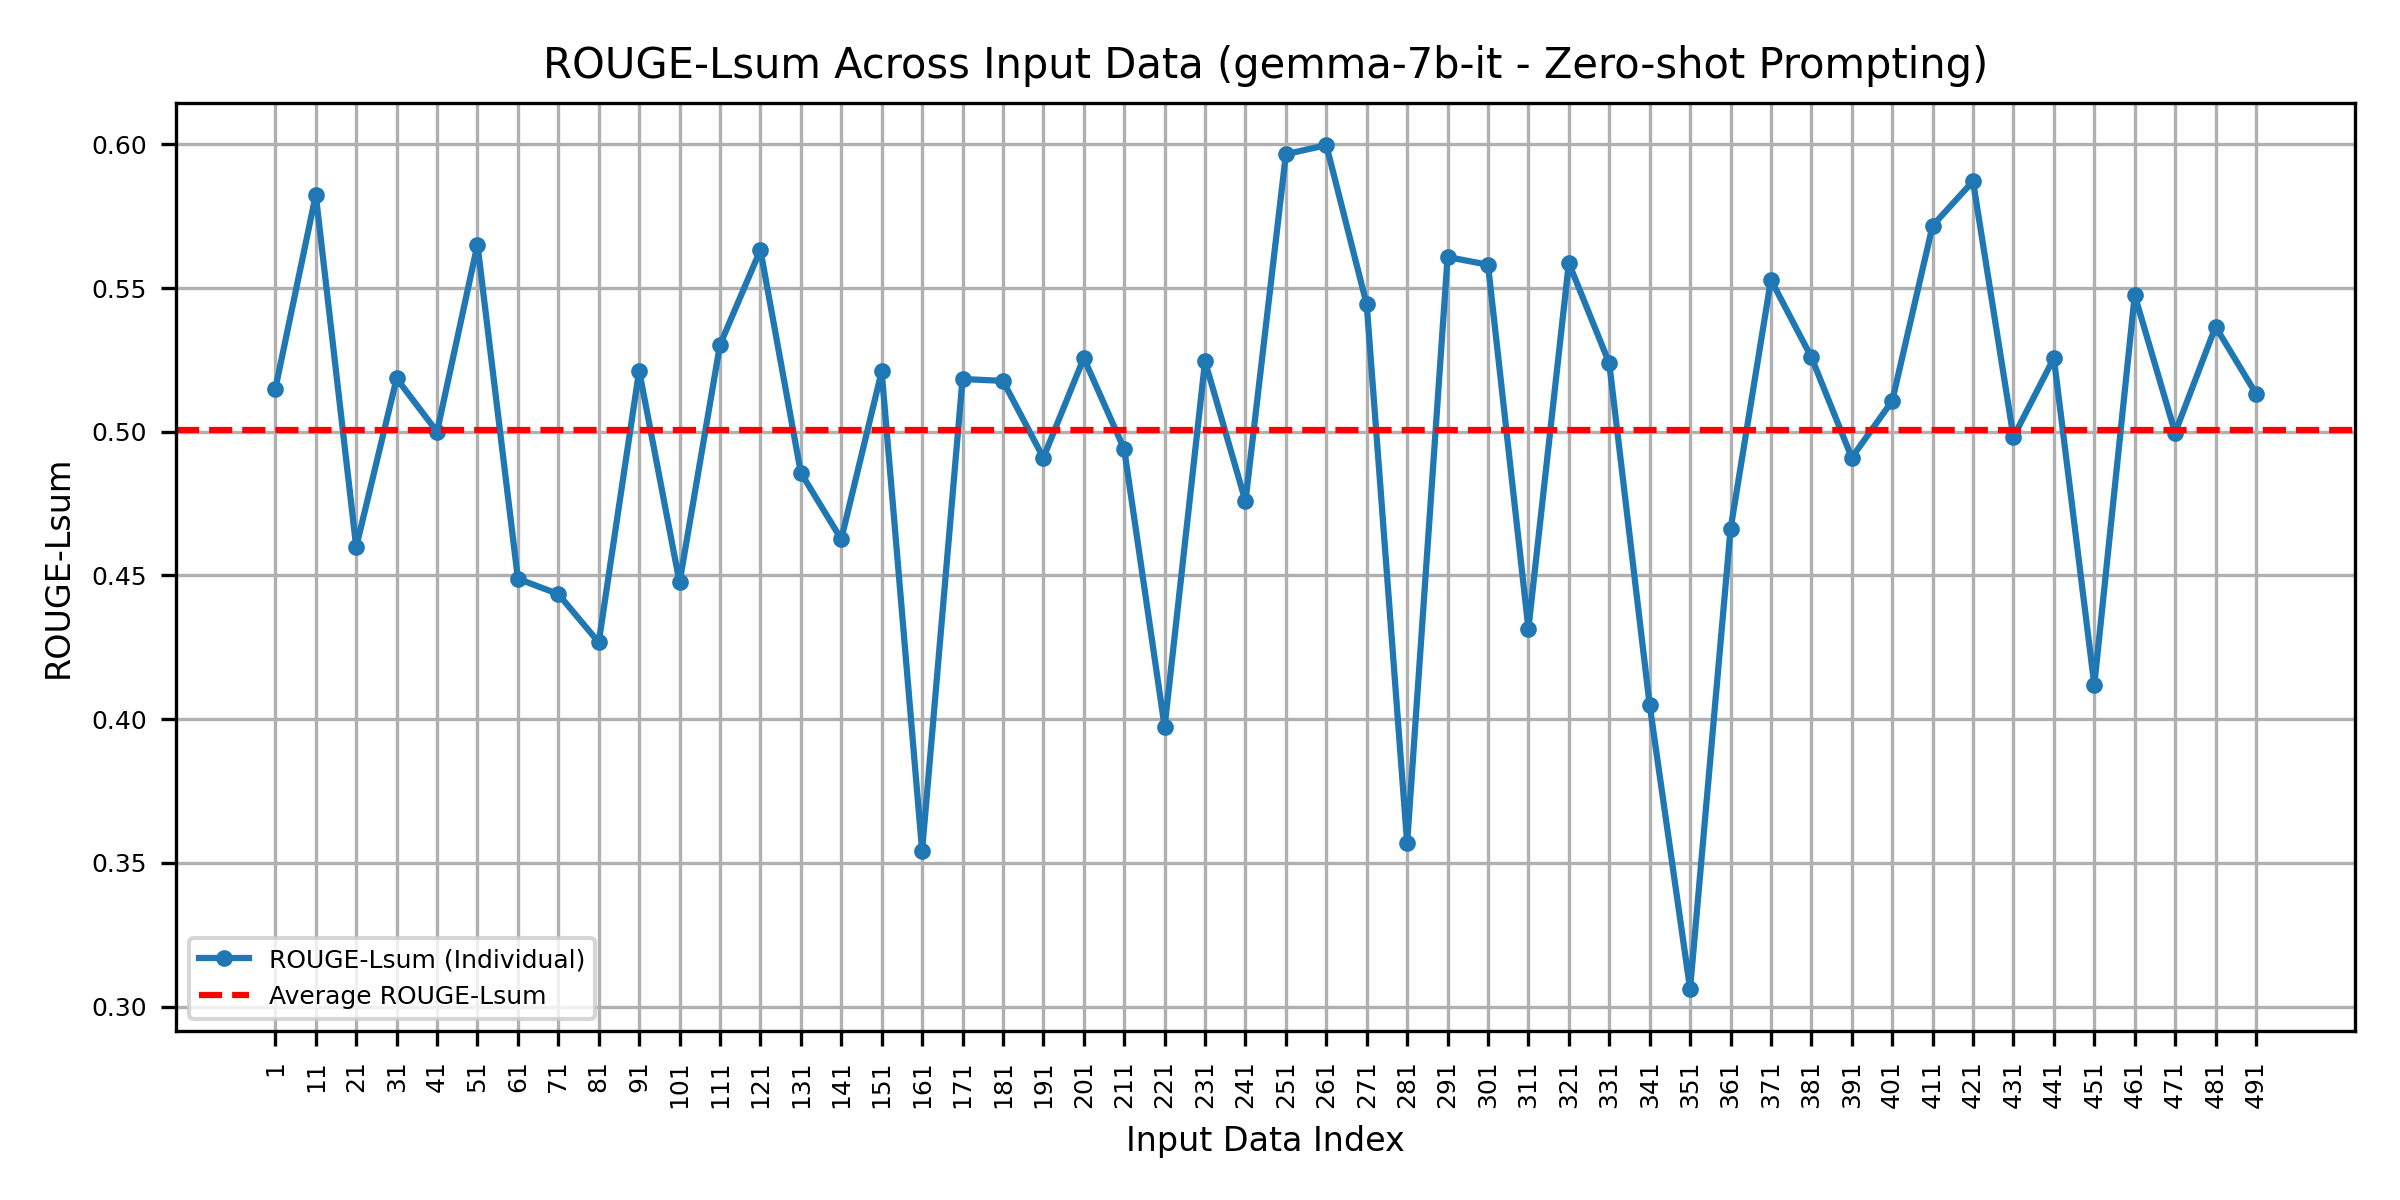 ROUGE-Lsum Across Input Data (gemma-7b-it - Zero-shot Prompting)
ROUGE-Lsum
0.60
0.55
0.50
0.45
0.40
0.35
0.30
ROUGE-Lsum (Individual)
Average ROUGE-Lsum
1 11 21 31 41 51 61 71 81 91 101 111 121 131 141 151 161 171 181 191 201 211 221 231 241 251 261 271 281 291 301 311 321 331 341 351 361 371 381 391 401 411 421 431 441 451 461 471 481 491
Input Data Index